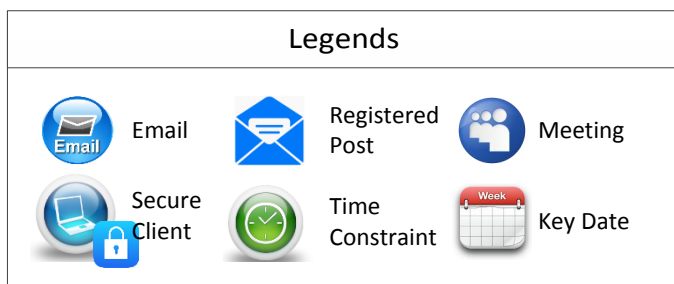 Legends
Email
Email
Registered
Post
Meeting
Secure
Client
Time
Constraint
Week
Key Date